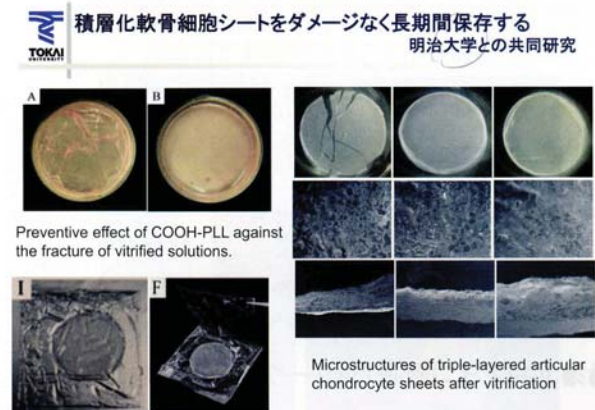 TOKAI
UNIVERSITY
積層化軟骨細胞シートをダメージなく長期間保存する
明治大学との共同研究
A
B
Preventive effect of COOH-PLL against
the fracture of vitrified solutions.
I
F
Microstructures of triple-layered articular
chondrocyte sheets after vitrification